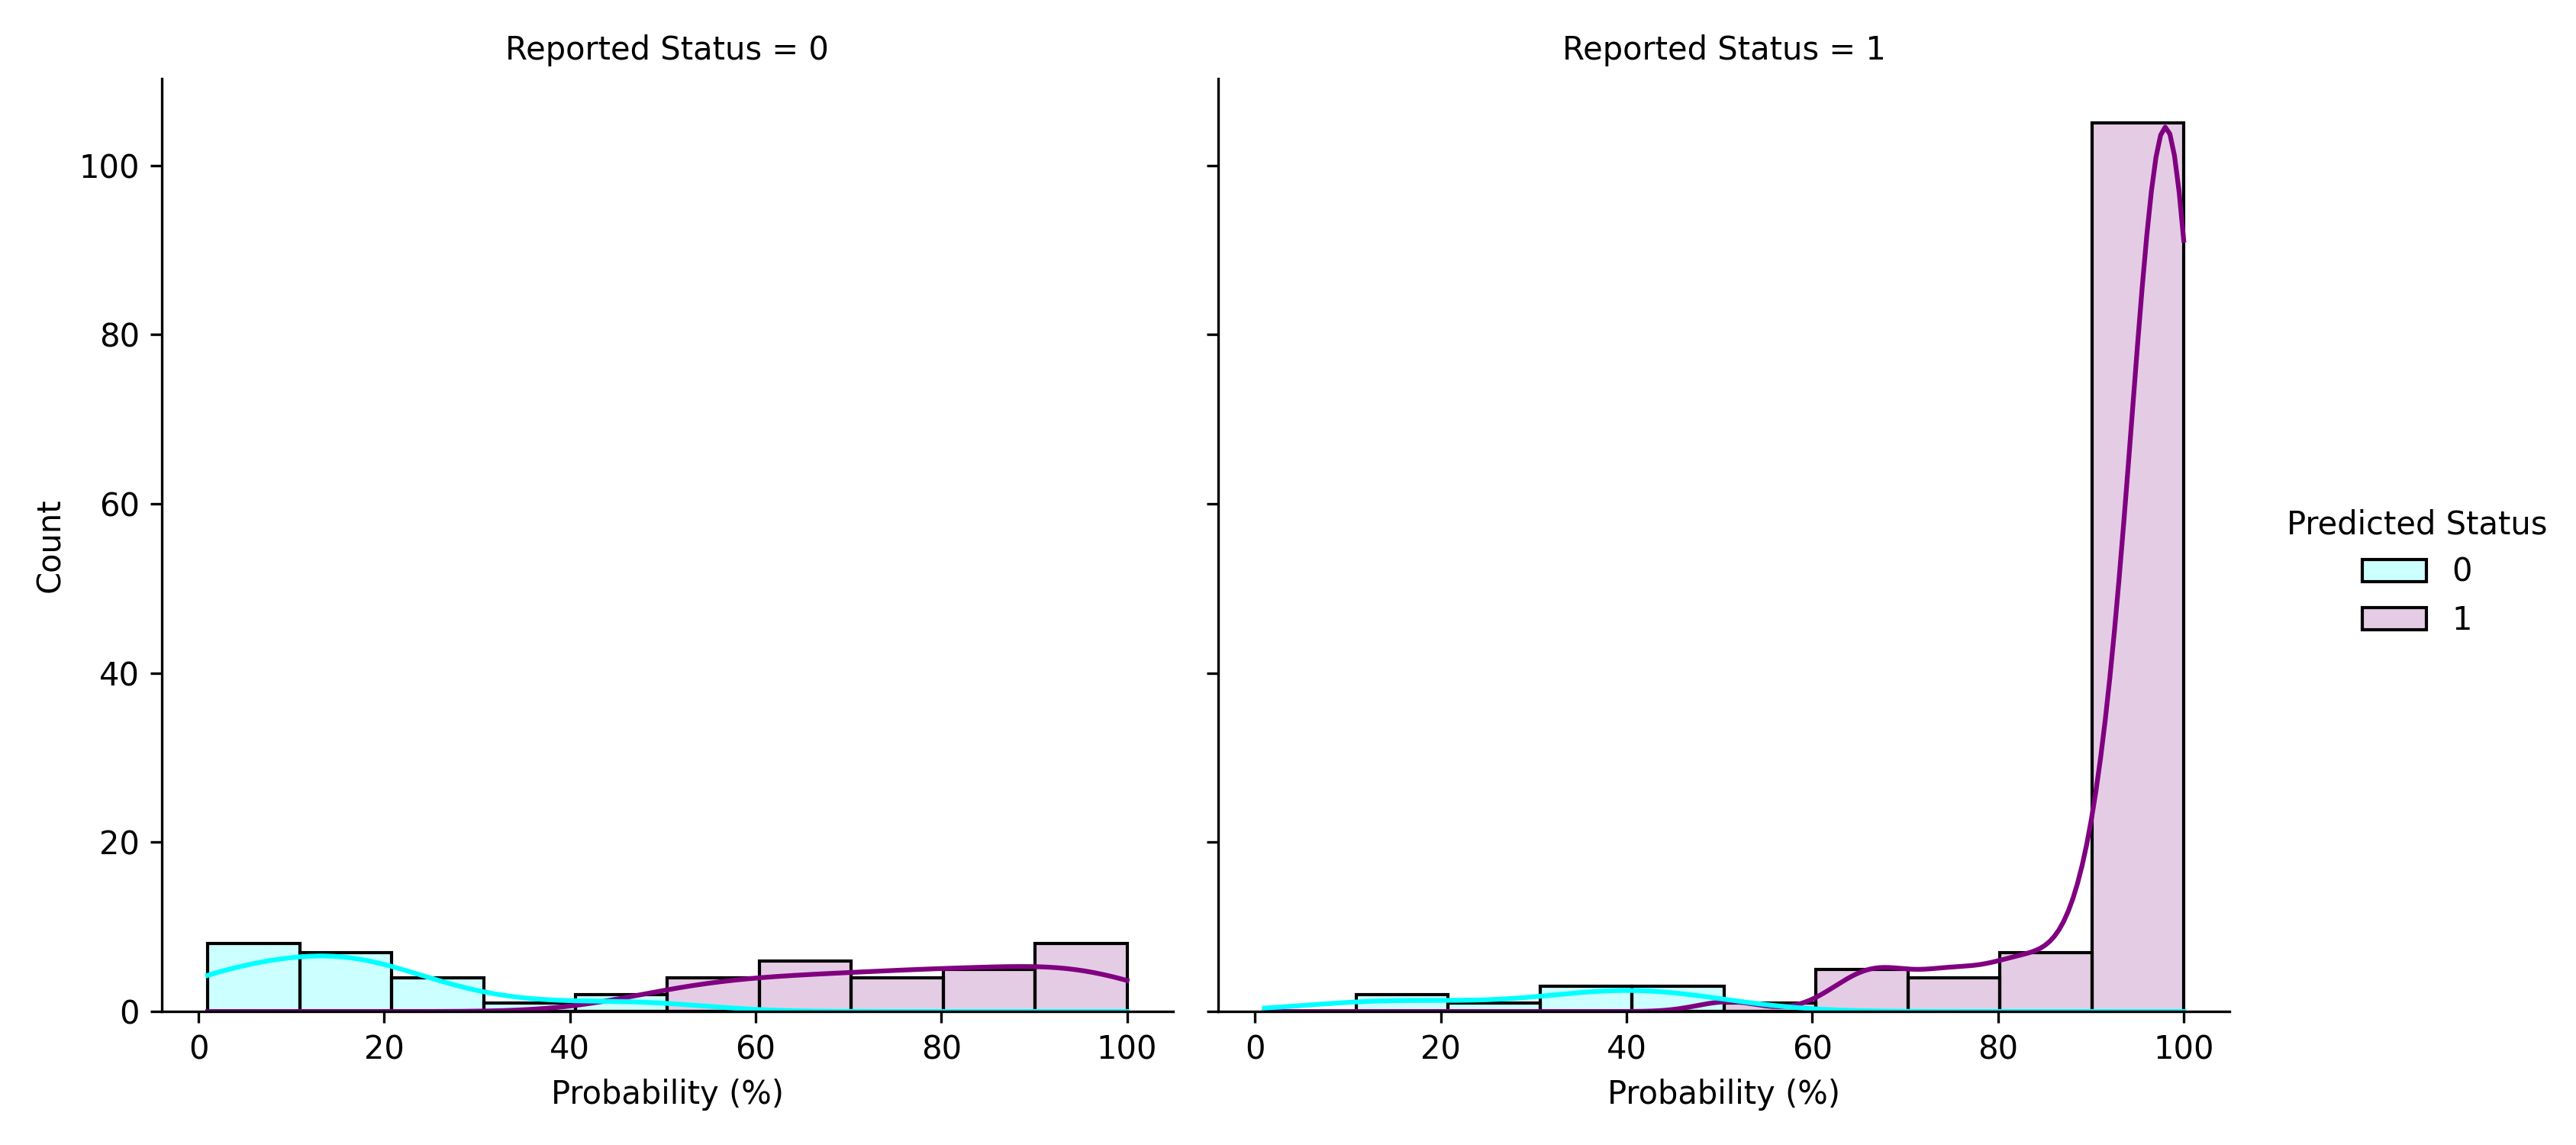 Reported Status = 0
Reported Status = 1
100
80
60
40
20
0
Count
0 20 40 60 80 100
0 20 40 60 80 100
Probability (%)
Probability (%)
Predicted Status
0
1